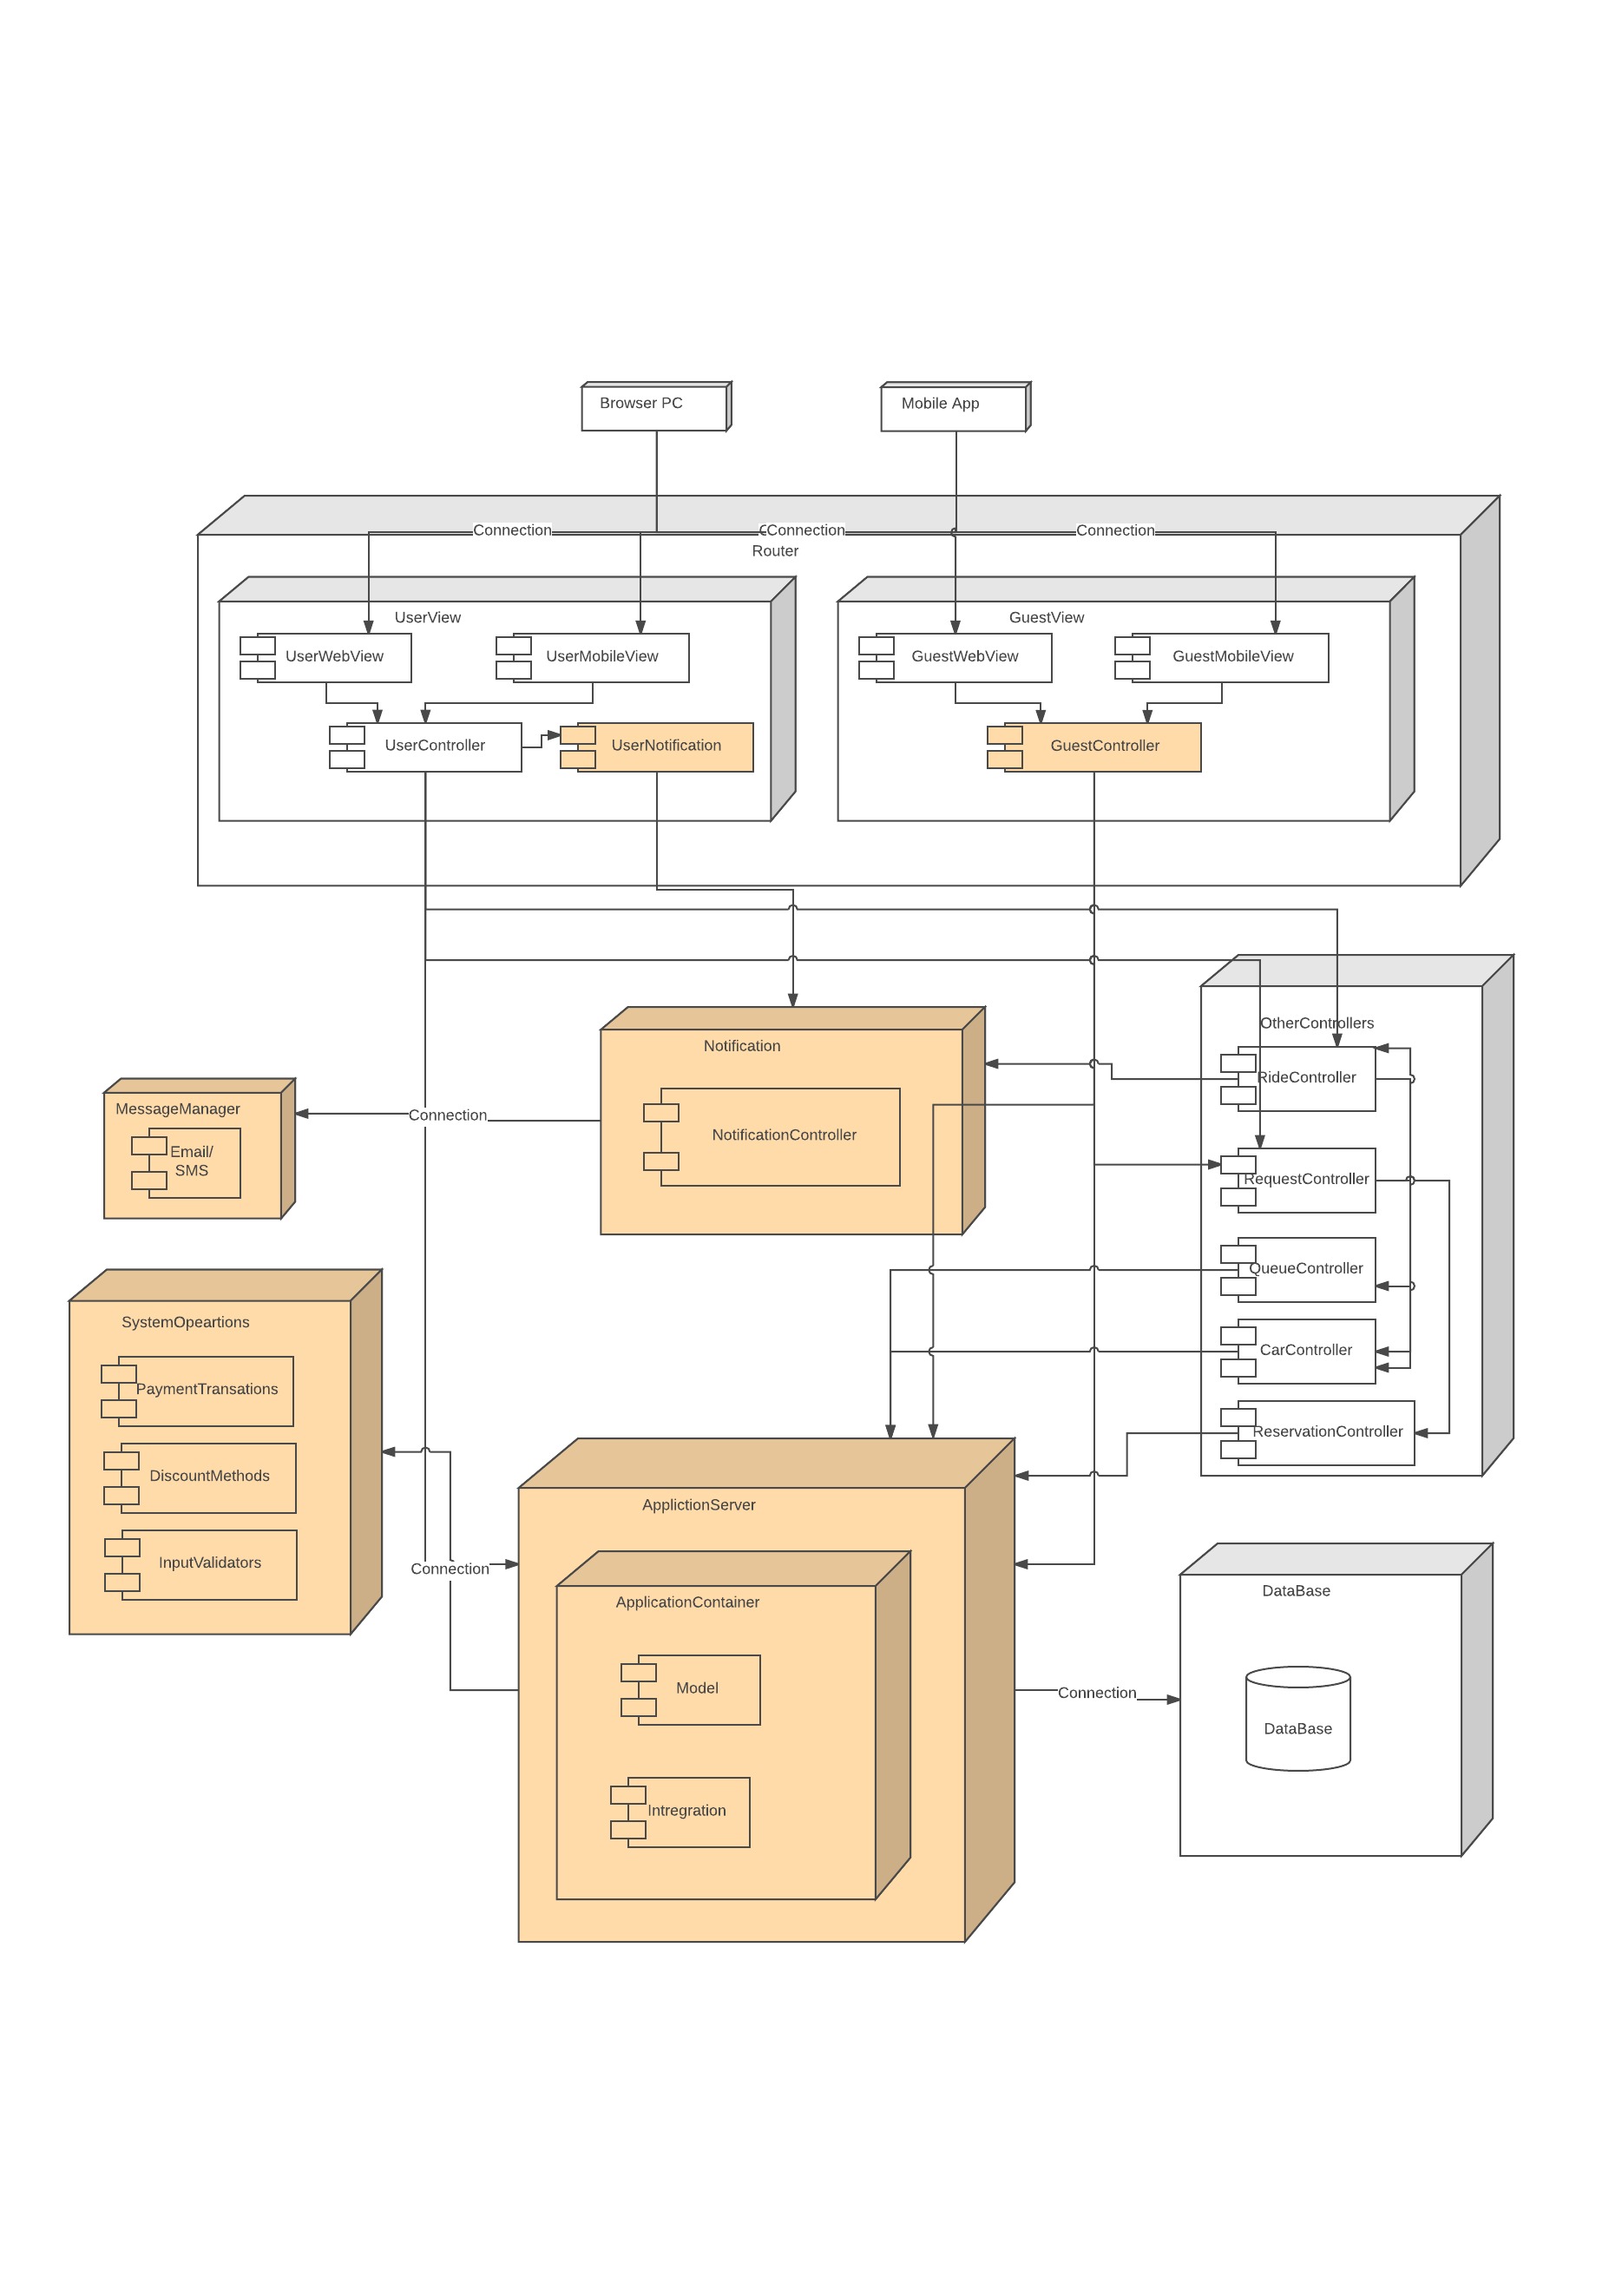 Browser PC
Mobile App
Connection
Connection
Connection
Router
UserView
GuestView
UserWebView
UserMobileView
GuestWebView
GuestMobileView
UserController
UserNotification
GuestController
OtherControllers
Notification
RideController
MessageManager
Connection
NotificationController
Email/
SMS
RequestController
QueueController
SystemOpeartions
CarController
PaymentTransations
ReservationController
DiscountMethods
ApplictionServer
InputValidators
Connection
DataBase
ApplicationContainer
Model
Connection
DataBase
Intregration